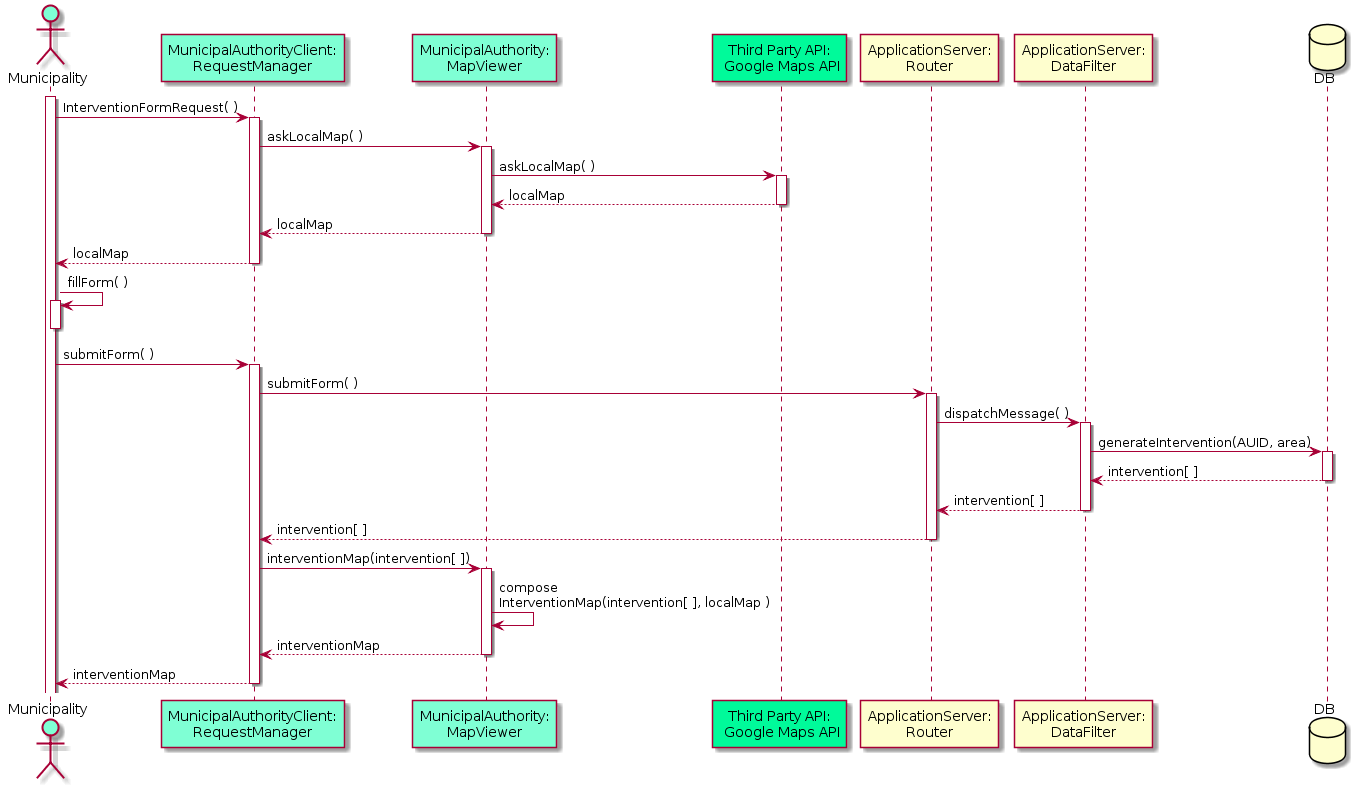 Municipality
MunicipalAuthorityClient:
RequestManager
MunicipalAuthority:
MapViewer
Third Party API:
Google Maps API
ApplicationServer:
Router
ApplicationServer:
DataFilter
DB
InterventionFormRequest( )
askLocalMap( )
askLocalMap( )
localMap
localMap
localMap
fillForm( )
submitForm( )
submitForm( )
dispatchMessage( )
generateIntervention(AUID, area)
intervention[ ]
intervention[ ]
intervention[ ]
interventionMap(intervention[ ])
compose
InterventionMap(intervention[ ], localMap )
interventionMap
interventionMap
Municipality
MunicipalAuthorityClient:
RequestManager
MunicipalAuthority:
MapViewer
Third Party API:
Google Maps API
ApplicationServer:
Router
ApplicationServer:
DataFilter
DB